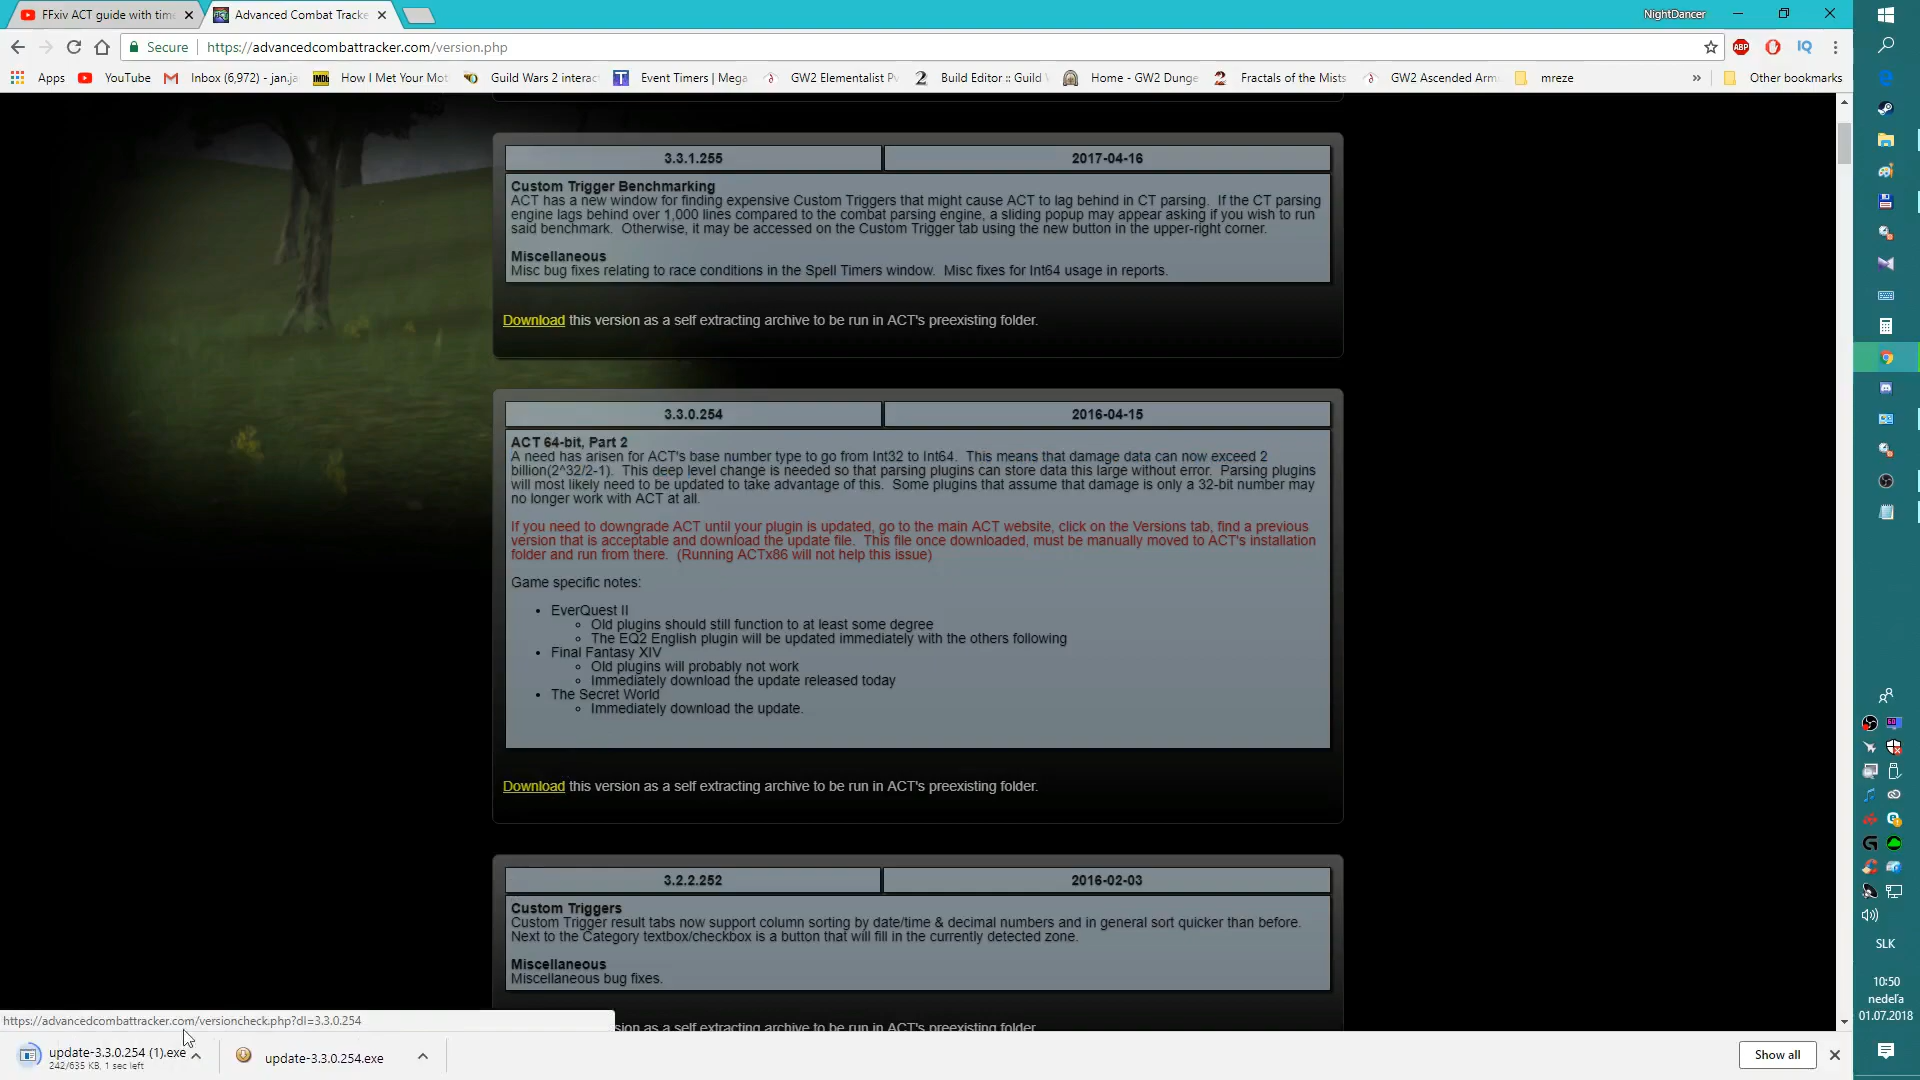 FFxiv ACT guide with tim
Advanced Combat Tracke
NightDancer
Secure
https://advancedcombattracker.com/version.php
ABP
Apps
YouTube
Inbox (6,972) - jan.ja
IMDb
How I Met Your Mot
Guild Wars 2 interac
Event Timers | Mega
GW2 Elementalist Pv
Build Editor :: Guild
Home - GW2 Dunge
Fractals of the Mists
GW2 Ascended Arm
mreze
»
Other bookmarks
3.3.1.255
2017-04-16
Custom Trigger Benchmarking
ACT has a new window for finding expensive Custom Triggers that might cause ACT to lag behind in CT parsing.  If the CT parsing
engine lags behind over 1,000 lines compared to the combat parsing engine, a sliding popup may appear asking if you wish to run
said benchmark.  Otherwise, it may be accessed on the Custom Trigger tab using the new button in the upper-right corner.
Miscellaneous
Misc bug fixes relating to race conditions in the Spell Timers window.  Misc fixes for Int64 usage in reports.
Download this version as a self extracting archive to be run in ACT's preexisting folder.
3.3.0.254
2016-04-15
ACT 64-bit, Part 2
A need has arisen for ACT's base number type to go from Int32 to Int64.  This means that damage data can now exceed 2
billion(2^32/2-1).  This deep level change is needed so that parsing plugins can store data this large without error.  Parsing plugins
will most likely need to be updated to take advantage of this.  Some plugins that assume that damage is only a 32-bit number may
no longer work with ACT at all.
If you need to downgrade ACT until your plugin is updated, go to the main ACT website, click on the Versions tab, find a previous
version that is acceptable and download the update file.  This file once downloaded, must be manually moved to ACT's installation
folder and run from there.  (Running ACTx86 will not help this issue)
Game specific notes:
• EverQuest II
◦ Old plugins should still function to at least some degree
◦ The EQ2 English plugin will be updated immediately with the others following
• Final Fantasy XIV
◦ Old plugins will probably not work
◦ Immediately download the update released today
• The Secret World
◦ Immediately download the update.
Download this version as a self extracting archive to be run in ACT's preexisting folder.
3.2.2.252
2016-02-03
Custom Triggers
Custom Trigger result tabs now support column sorting by date/time & decimal numbers and in general sort quicker than before.
Next to the Category textbox/checkbox is a button that will fill in the currently detected zone.
Miscellaneous
Miscellaneous bug fixes.
sion as a self extracting archive to be run in ACT's preexisting folder.
https://advancedcombattracker.com/versioncheck.php?dl=3.3.0.254
update-3.3.0.254 (1).exe
242/635 KB, 1 sec left
update-3.3.0.254.exe
Show all
SLK
10:50
nedeľa
01.07.2018